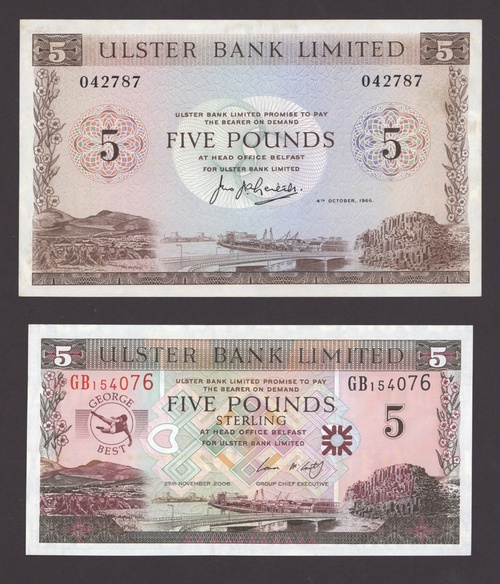 5 ULSTER BANK LIMITED 5
042787 042787
ULSTER BANK LIMITED PROMISE TO PAY
THE BEARER ON DEMAND
5 FIVE POUNDS 5
AT HEAD OFFICE BELFAST
FOR ULSTER BANK LIMITED
4TH OCTOBER, 1966.
5 ULSTER BANK LIMITED 5
GB154076 GB154076
ULSTER BANK LIMITED PROMISE TO PAY
THE BEARER ON DEMAND
GEORGE
FIVE POUNDS 5
STERLING
AT HEAD OFFICE BELFAST
BEST
FOR ULSTER BANK LIMITED
25TH NOVEMBER 2006 GROUP CHIEF EXECUTIVE